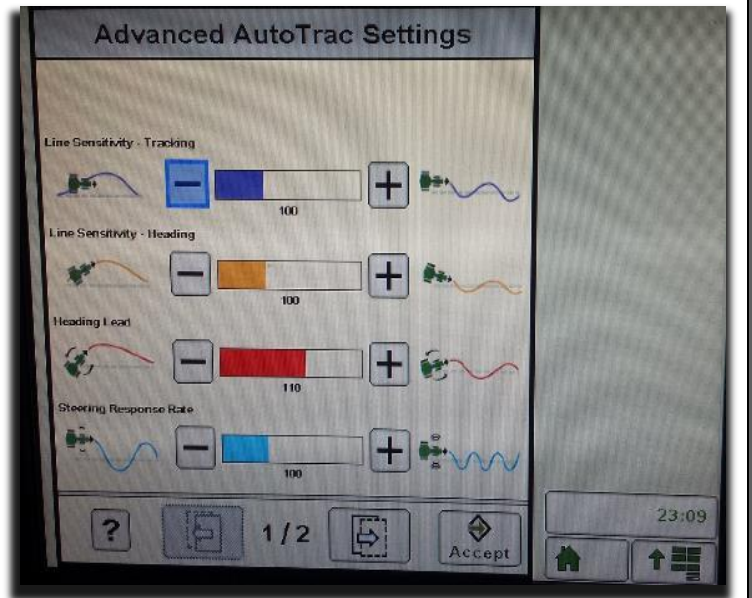 Advanced AutoTrac Settings
Line Sensitivity - Tracking
100
Line Sensitivity - Heading
100
Heading Lead
110
Steering Response Rate
100
?
1/2
Accept
23:09